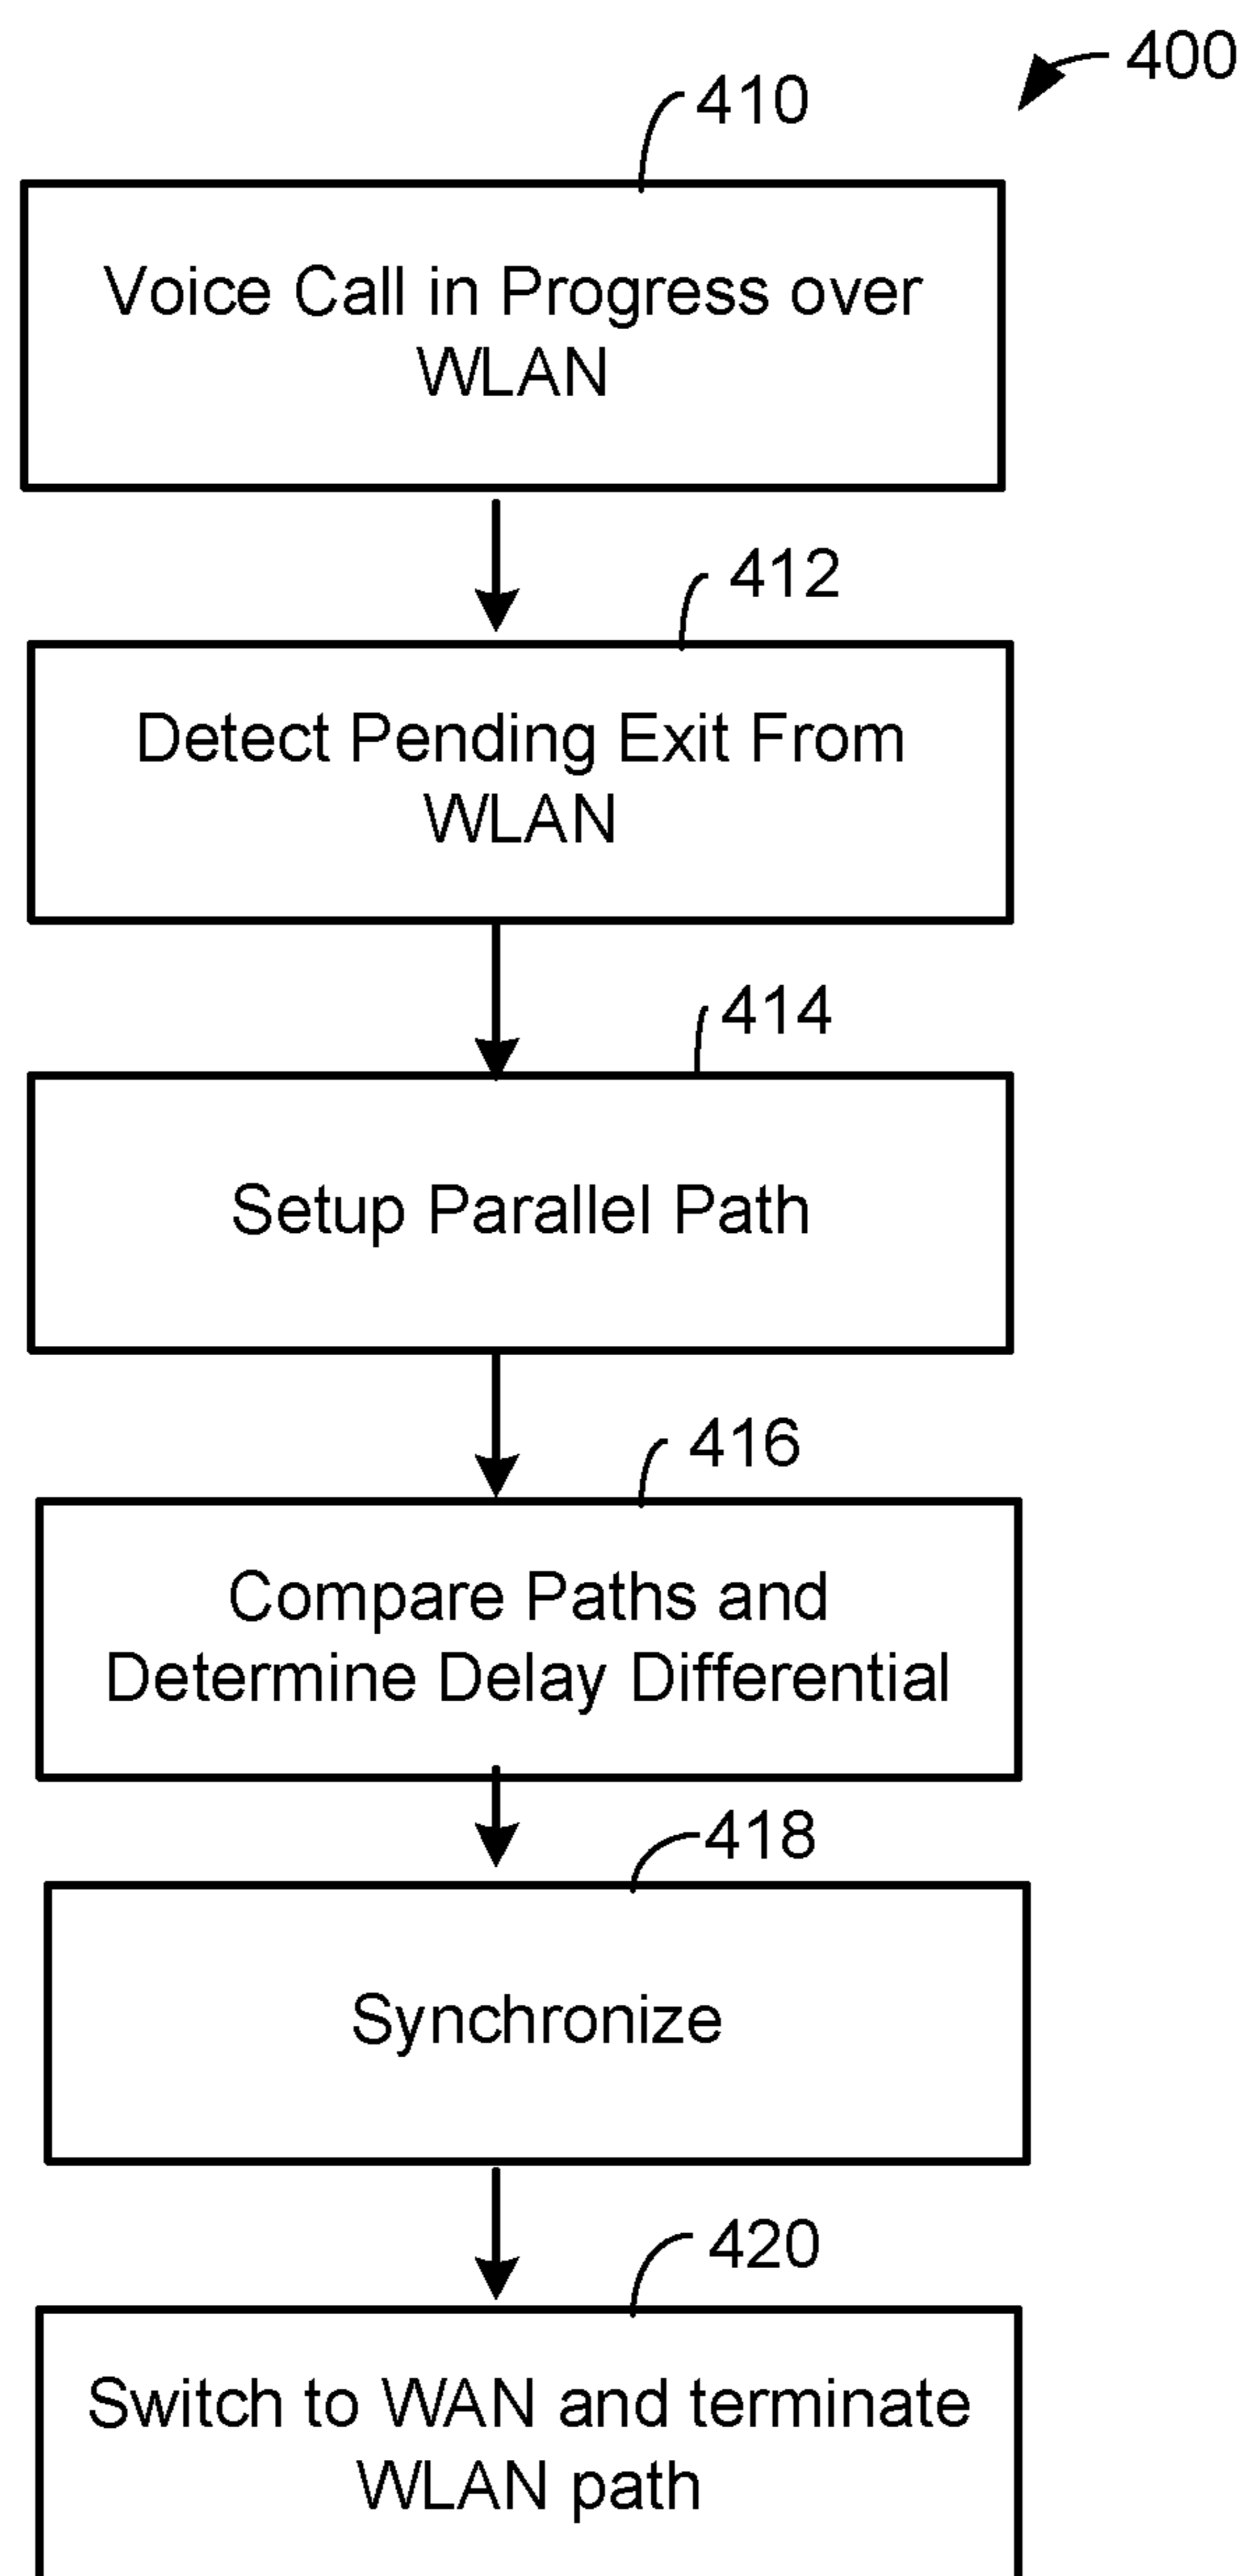 400
410
Voice Call in Progress over
WLAN
412
Detect Pending Exit From
WLAN
414
Setup Parallel Path
416
Compare Paths and
Determine Delay Differential
418
Synchronize
420
Switch to WAN and terminate
WLAN path